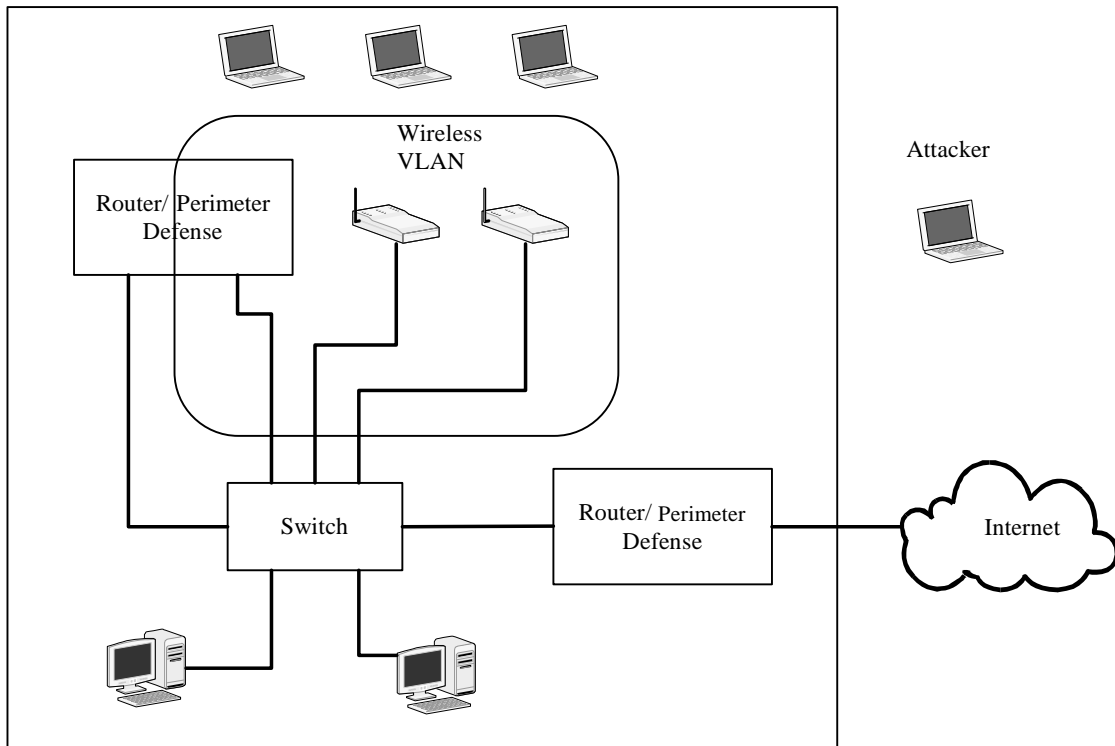 Wireless
VLAN
Attacker
Router/ Perimeter
Defense
Switch
Router/ Perimeter
Defense
Internet